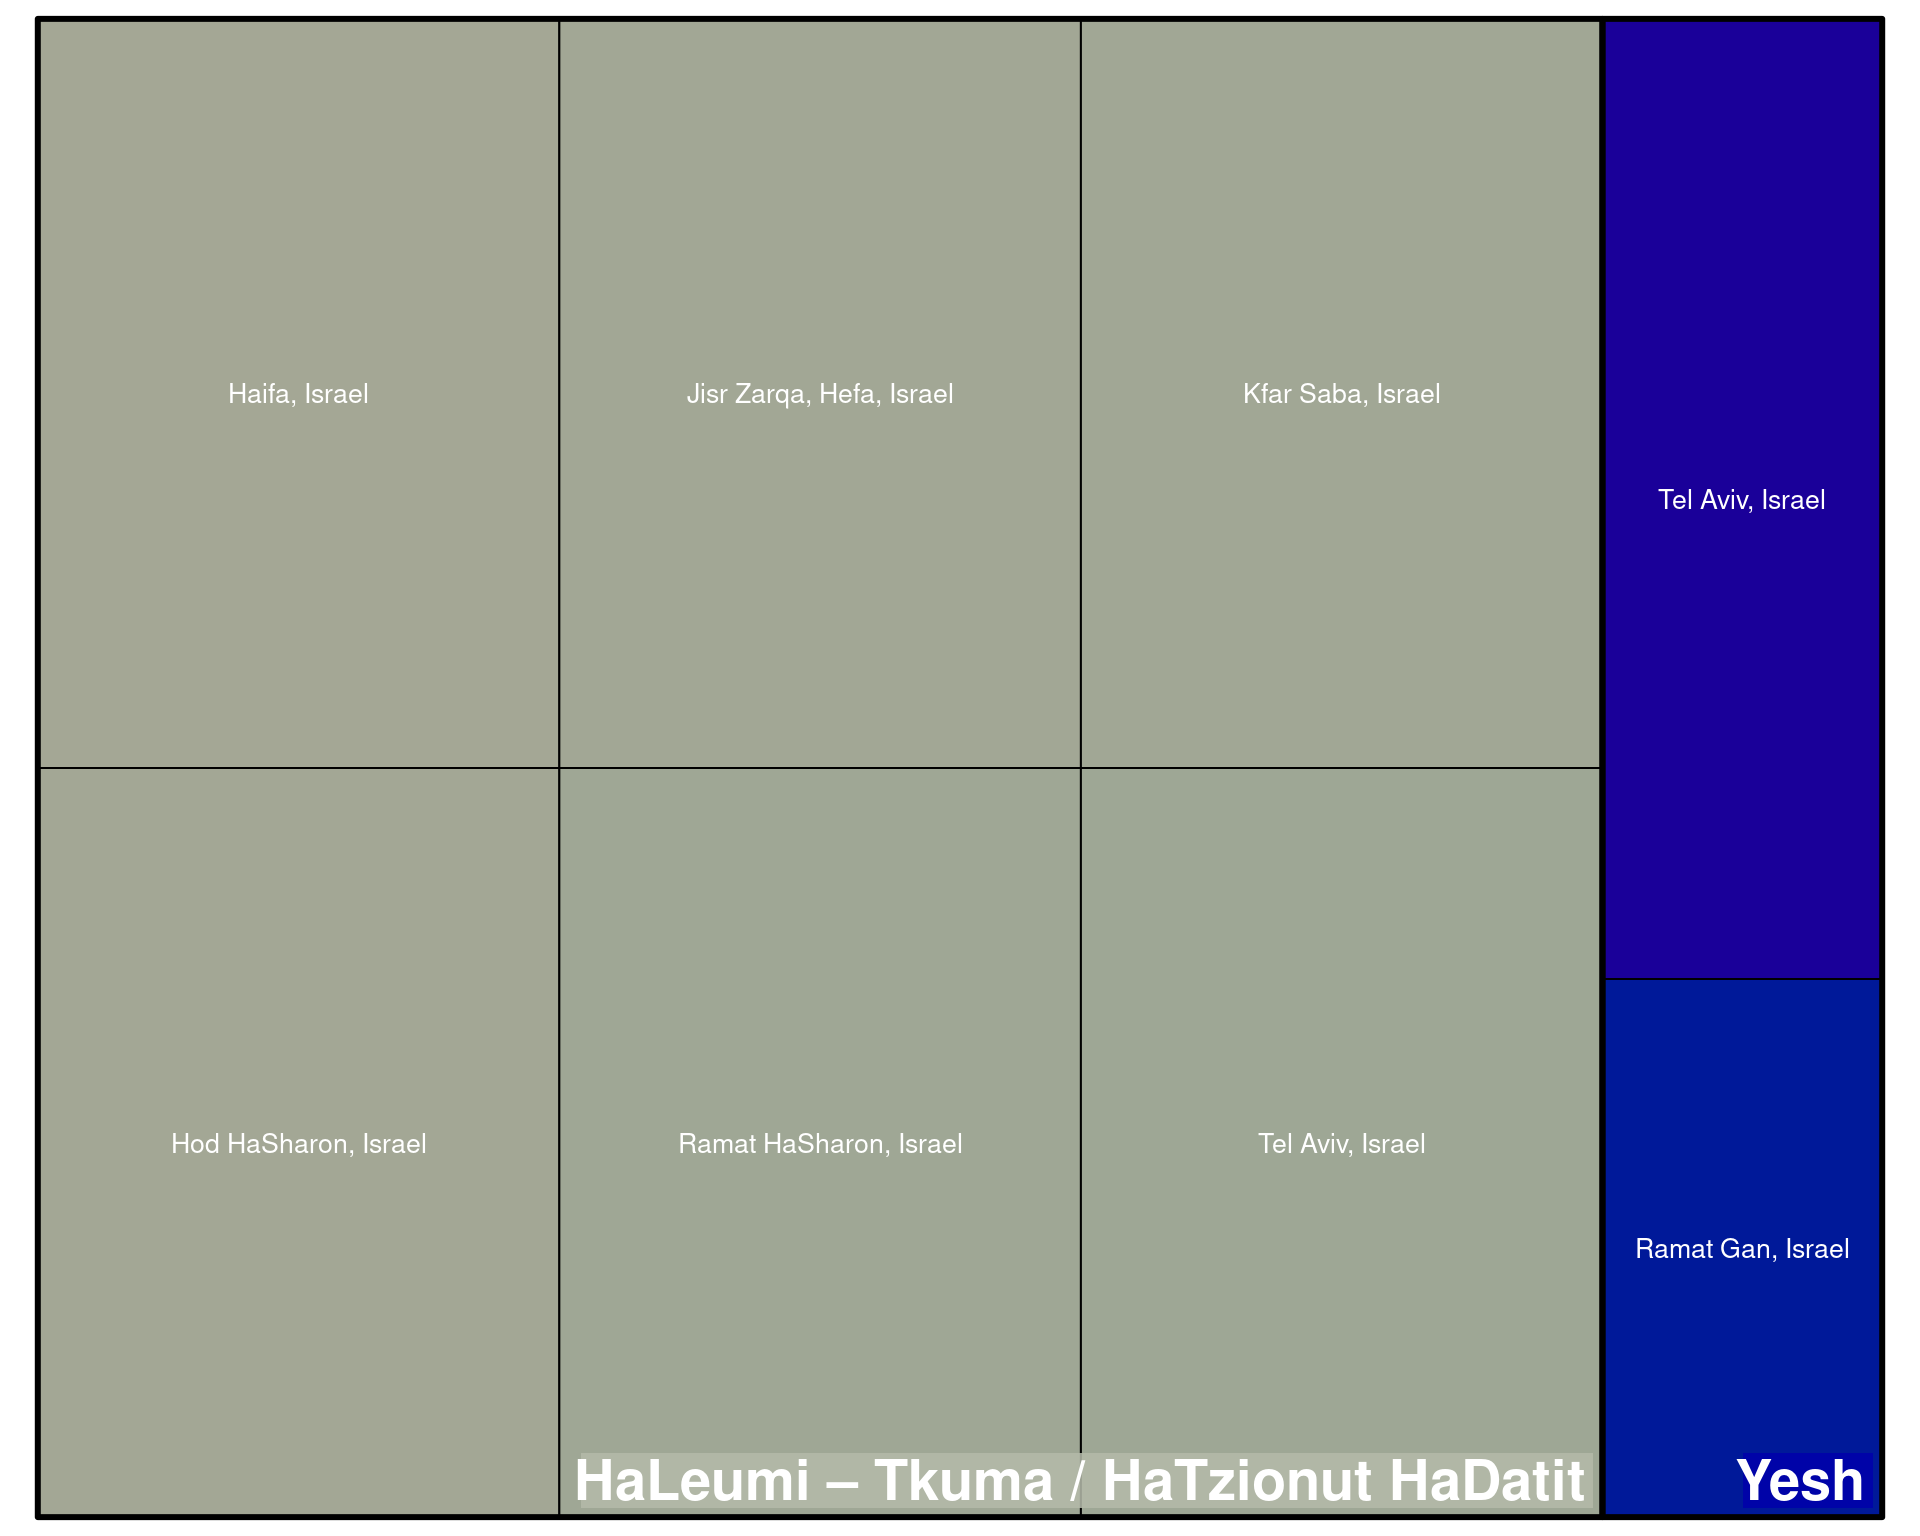 Haifa, Israel
Jisr Zarqa, Hefa, Israel
Kfar Saba, Israel
Tel Aviv, Israel
Hod HaSharon, Israel
Ramat HaSharon, Israel
Tel Aviv, Israel
Ramat Gan, Israel
HaLeumi – Tkuma / HaTzionut HaDatit
Yesh